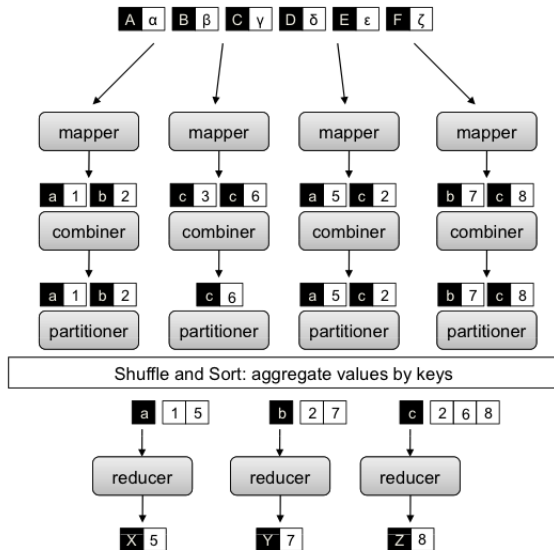 A α B β C γ D δ E ε F ζ
mapper mapper mapper mapper
a 1 b 2 c 3 c 6 a 5 c 2 b 7 c 8
combiner combiner combiner combiner
a 1 b 2 c 6 a 5 c 2 b 7 c 8
partitioner partitioner partitioner partitioner
Shuffle and Sort: aggregate values by keys
a 1 5 b 2 7 c 2 6 8
reducer reducer reducer
X 5 Y 7 Z 8